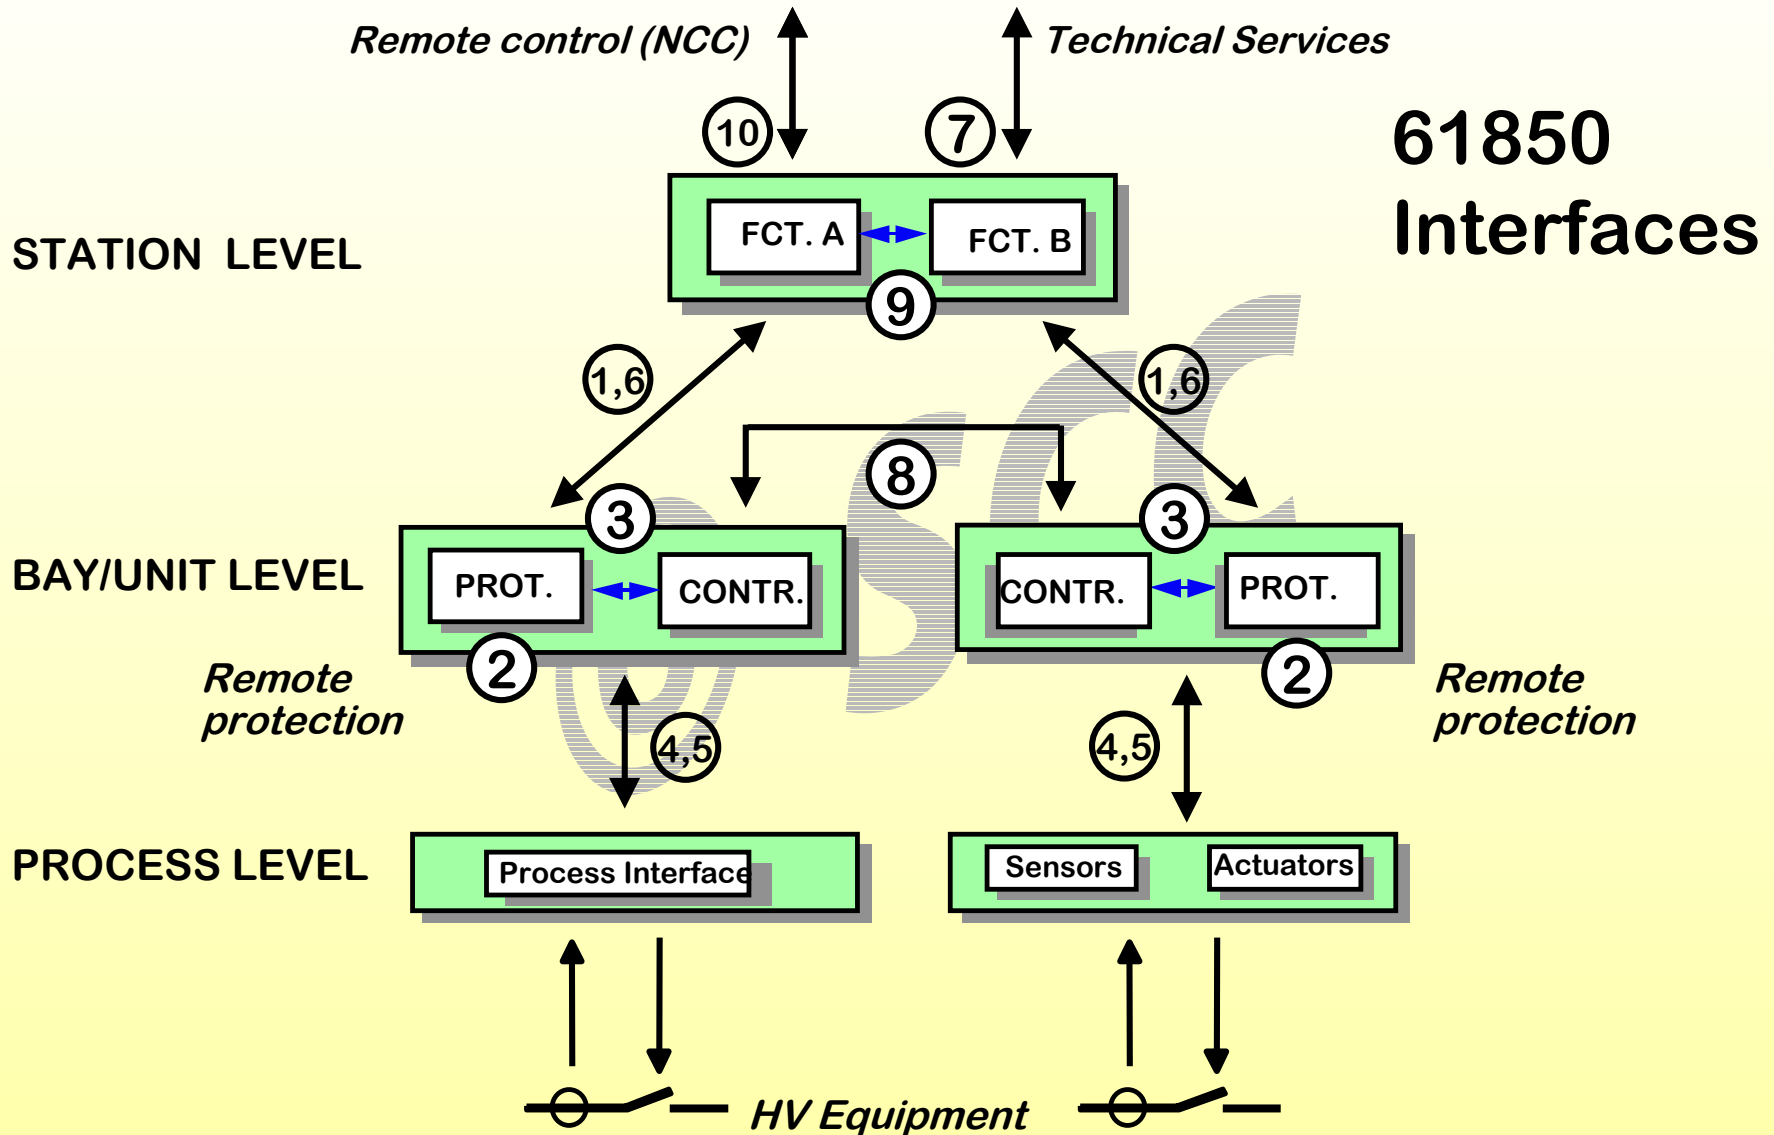 Remote control (NCC)
Technical Services
10
7
61850
Interfaces
STATION LEVEL
FCT. A
FCT. B
9
1,6
1,6
8
3
3
BAY/UNIT LEVEL
PROT.
CONTR.
CONTR.
PROT.
2
2
Remote
protection
Remote
protection
4,5
4,5
PROCESS LEVEL
Process Interface
Sensors
Actuators
HV Equipment